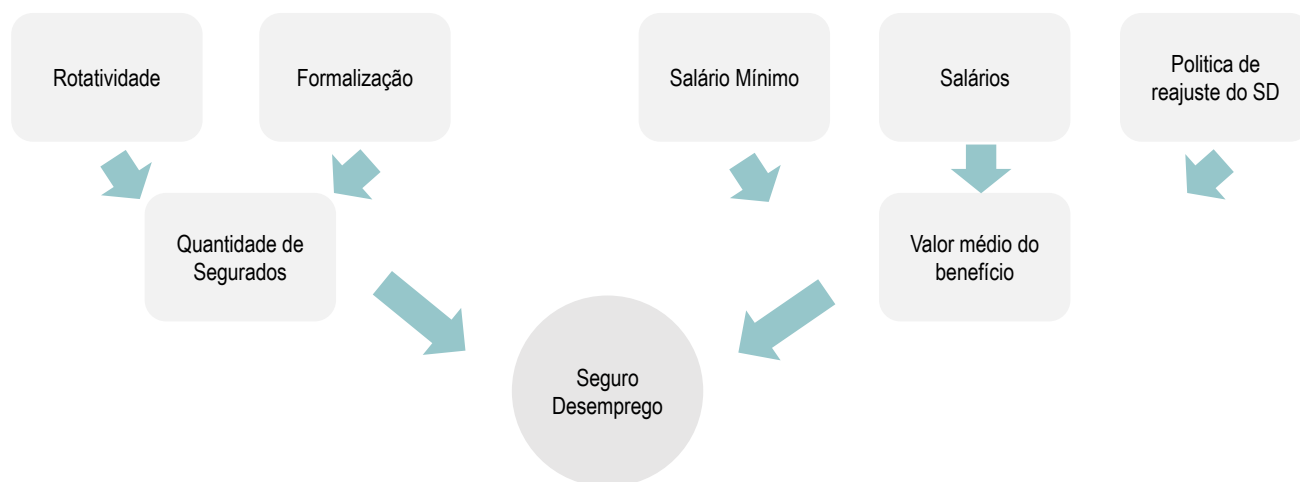 Rotatividade
Formalização
Salário Mínimo
Salários
Politica de
reajuste do SD
Quantidade de
Segurados
Valor médio do
benefício
Seguro
Desemprego